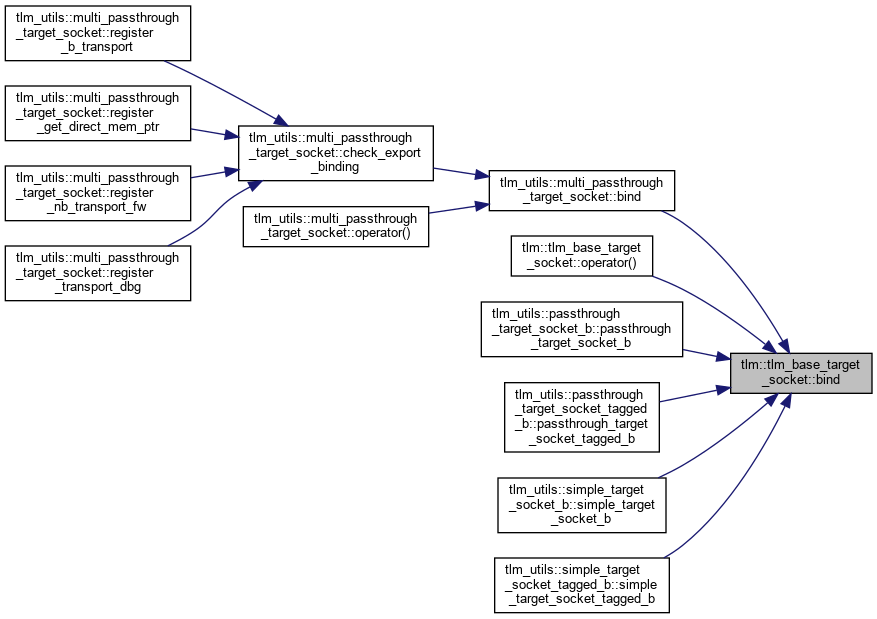 tlm_utils::multi_passthrough
_target_socket::register
_b_transport
tlm_utils::multi_passthrough
_target_socket::register
_get_direct_mem_ptr
tlm_utils::multi_passthrough
_target_socket::register
_nb_transport_fw
tlm_utils::multi_passthrough
_target_socket::register
_transport_dbg
tlm_utils::multi_passthrough
_target_socket::check_export
_binding
tlm_utils::multi_passthrough
_target_socket::operator()
tlm_utils::multi_passthrough
_target_socket::bind
tlm::tlm_base_target
_socket::operator()
tlm_utils::passthrough
_target_socket_b::passthrough
_target_socket_b
tlm_utils::passthrough
_target_socket_tagged
_b::passthrough_target
_socket_tagged_b
tlm_utils::simple_target
_socket_b::simple_target
_socket_b
tlm_utils::simple_target
_socket_tagged_b::simple
_target_socket_tagged_b
tlm::tlm_base_target
_socket::bind